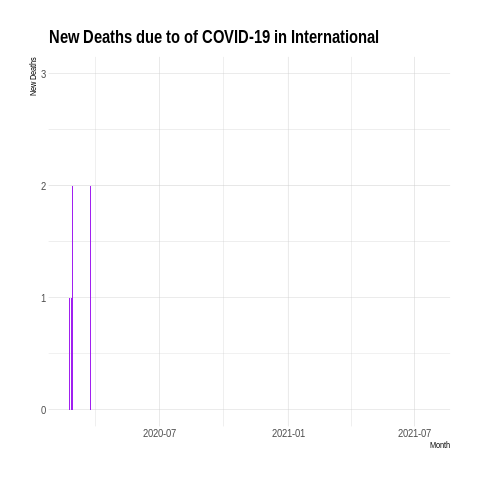 New Deaths due to of COVID-19 in International
New Deaths
3
2
1
0
2020-07
2021-01
2021-07
Month